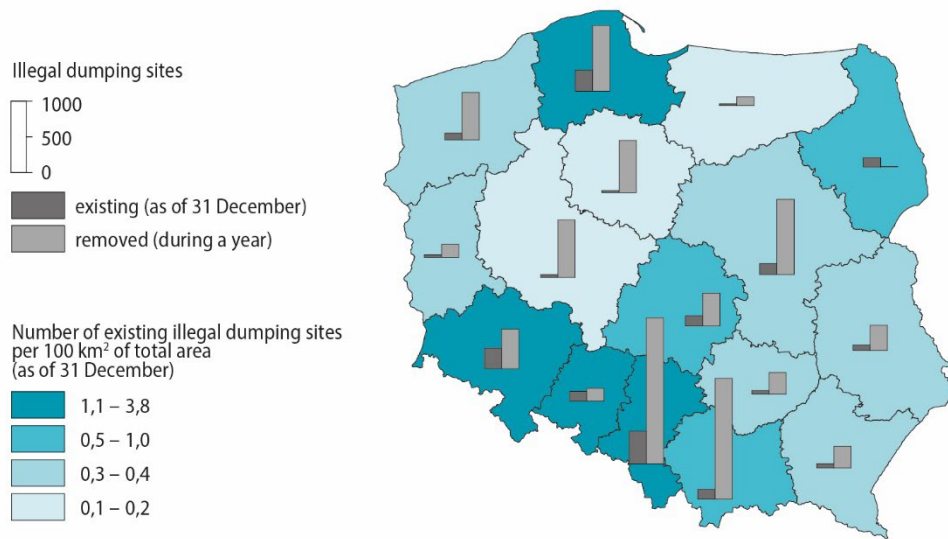 Illegal dumping sites
1000
500
0
existing (as of 31 December)
removed (during a year)
Number of existing illegal dumping sites
per 100 km² of total area
(as of 31 December)
1,1 – 3,8
0,5 – 1,0
0,3 – 0,4
0,1 – 0,2